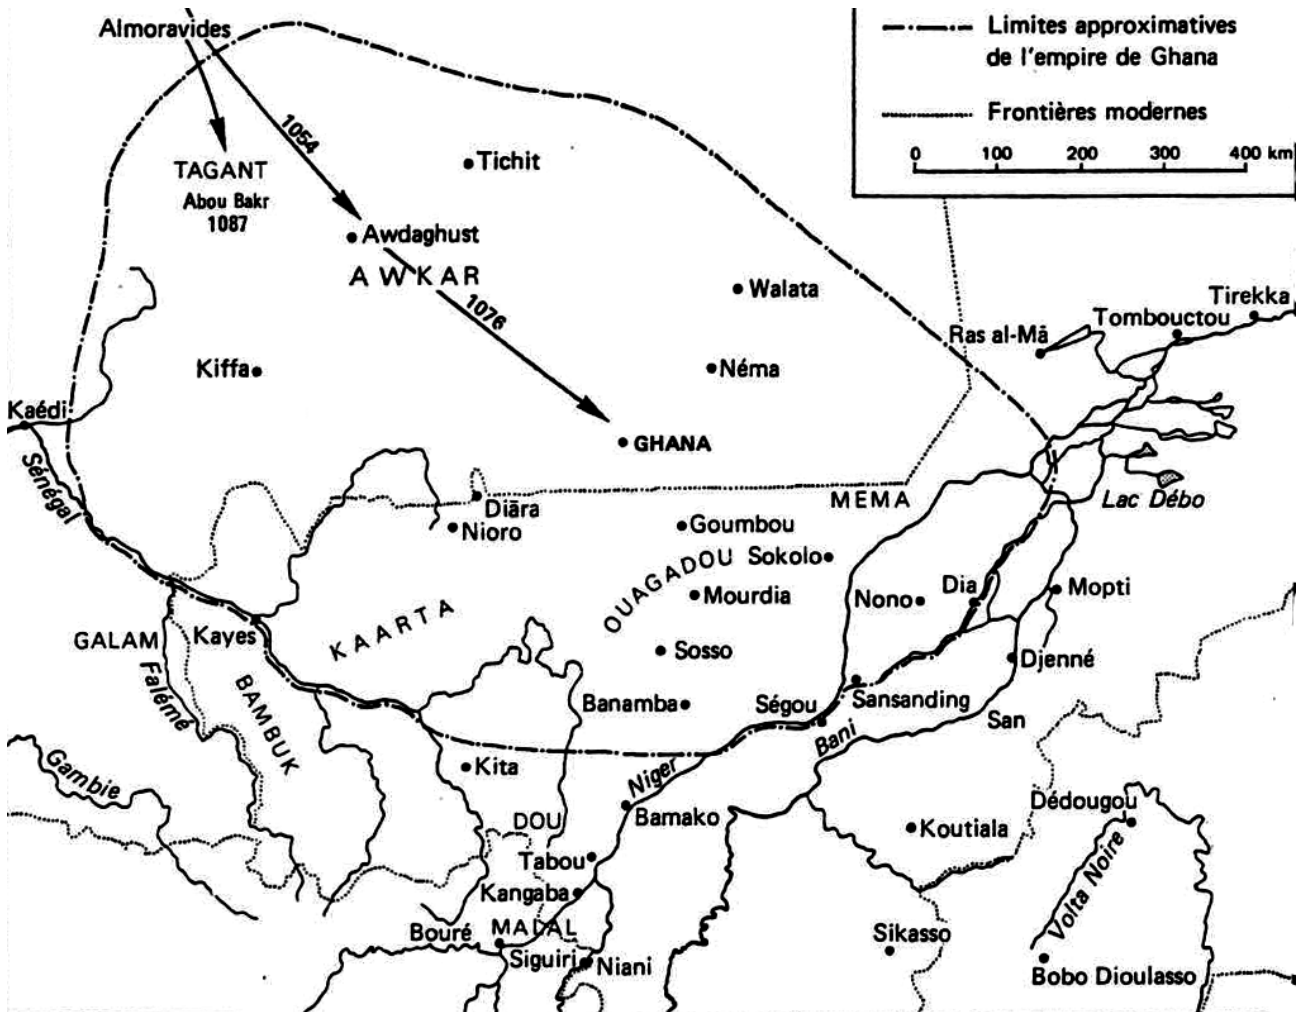 Almoravides
Limites approximatives
de l'empire de Ghana
Frontières modernes
0 100 200 300 400 km
1054
TAGANT
Abou Bakr
1087
Tichit
Awdaghust
AWKAR
1076
Walata
Tirekka
Tombouctou
Ras al-Mā
Kiffa
Néma
Kaédi
GHANA
Sénégal
Diāra
Nioro
MEMA
Lac Débo
Goumbou
OUAGADOU
Sokolo
Mourdia
Nono
Dia
Mopti
GALAM
Kayes
KAARTA
Sosso
Djenné
Falémé
BAMBUK
Banamba
Ségou
Sansanding
San
Bani
Gambie
Kita
Niger
DOU
Bamako
Dédougou
Koutiala
Tabou
Volta Noire
Kangaba
Bouré
MALAL
Siguiri
Niani
Sikasso
Bobo Dioulasso